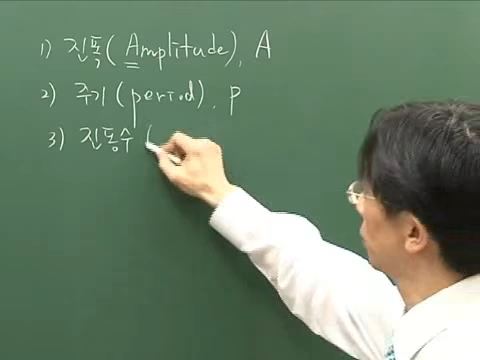 1) 진폭(Amplitude), A
2) 주기(period), P
3) 진동수(